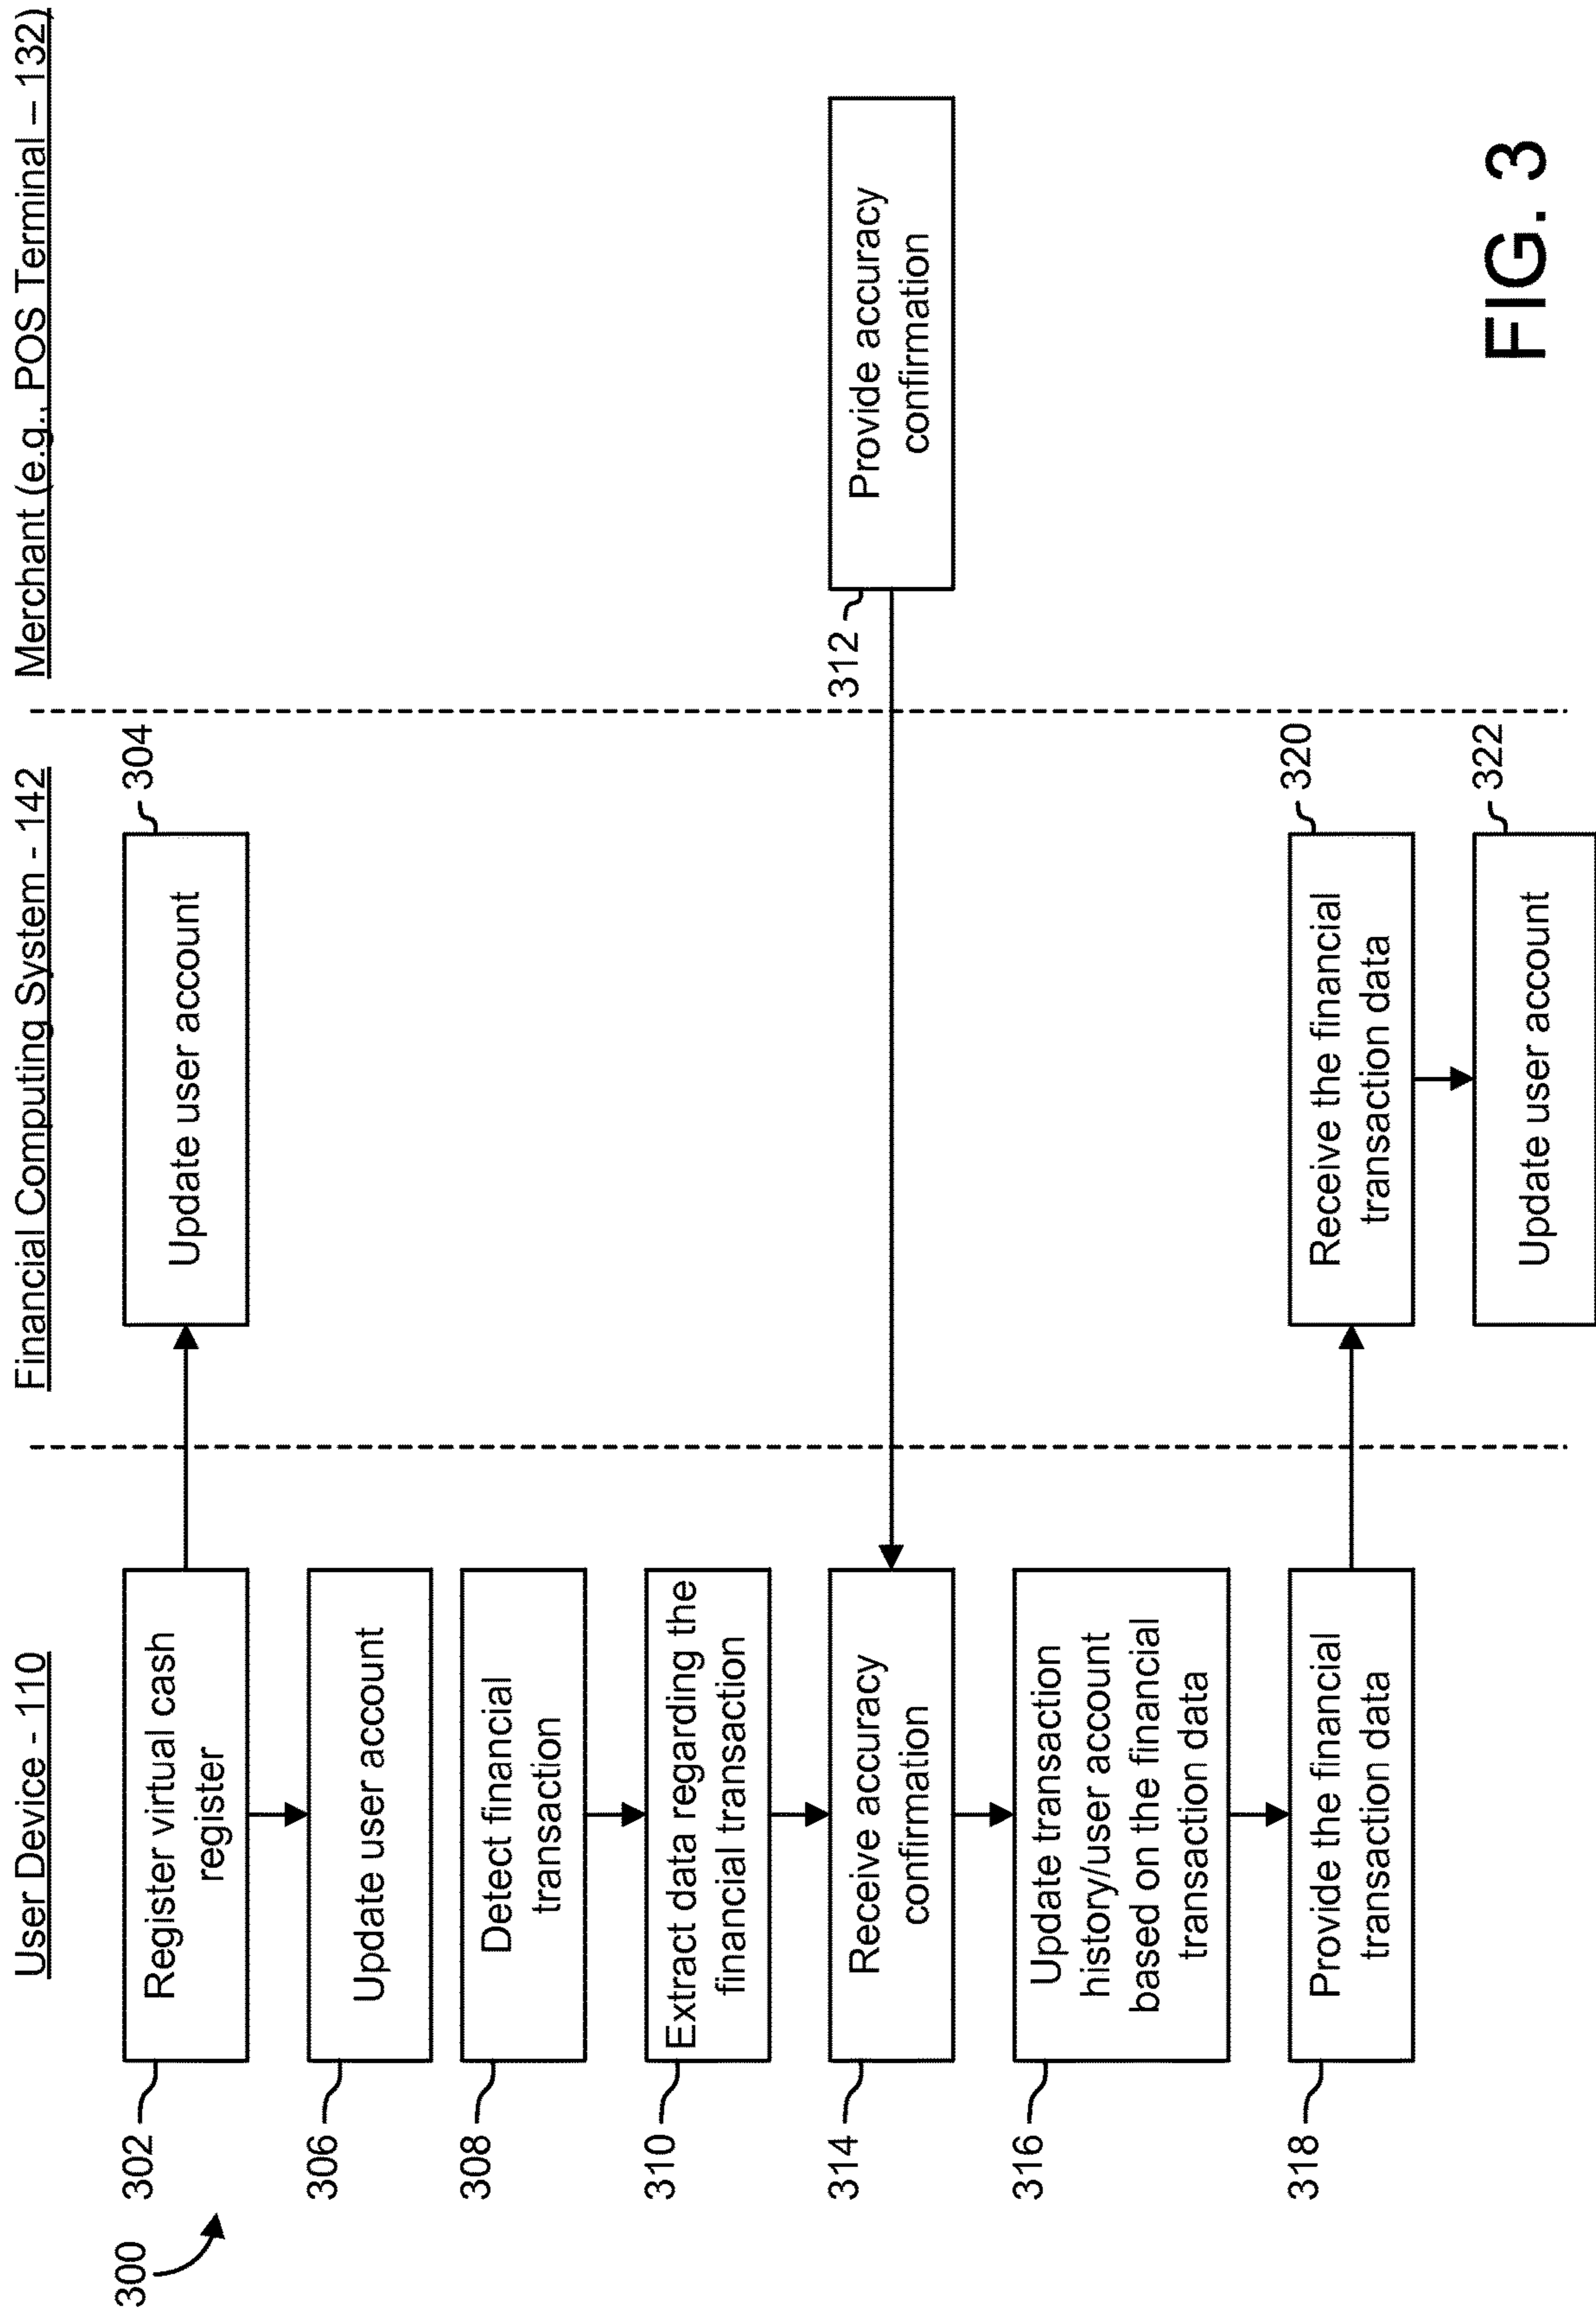 User Device - 110
Financial Computing System - 142
Merchant (e.g., POS Terminal – 132)
300
302
Register virtual cash
register
304
Update user account
306
Update user account
308
Detect financial
transaction
310
Extract data regarding the
financial transaction
312
Provide accuracy
confirmation
314
Receive accuracy
confirmation
316
Update transaction
history/user account
based on the financial
transaction data
318
Provide the financial
transaction data
320
Receive the financial
transaction data
322
Update user account
FIG. 3